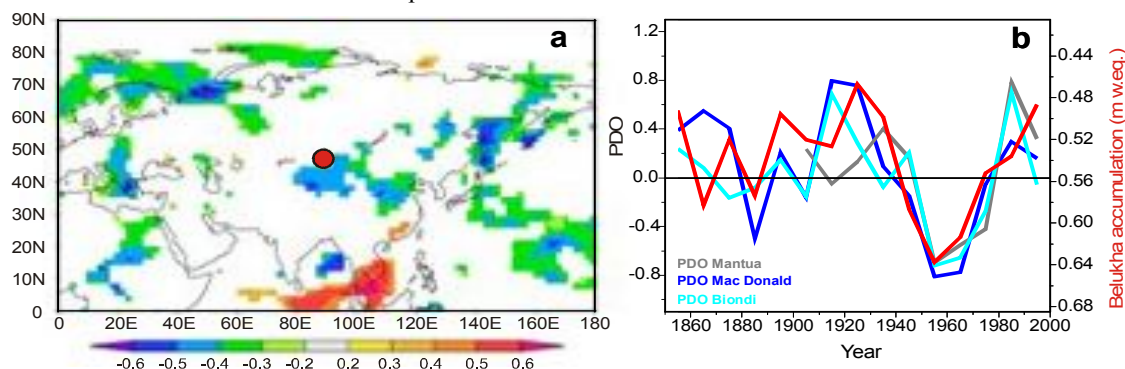 a
90N
80N
70N
60N
50N
40N
30N
20N
10N
0
0 20E 40E 60E 80E 100E 120E 140E 160E 180
-0.6 -0.5 -0.4 -0.3 -0.2 0.2 0.3 0.4 0.5 0.6
b
1.2
0.8
0.4
0.0
-0.4
-0.8
PDO
PDO Mantua
PDO Mac Donald
PDO Biondi
1860 1880 1900 1920 1940 1960 1980 2000
Year
0.44
0.48
0.52
0.56
0.60
0.64
0.68
Belukha accumulation (m w.eq.)